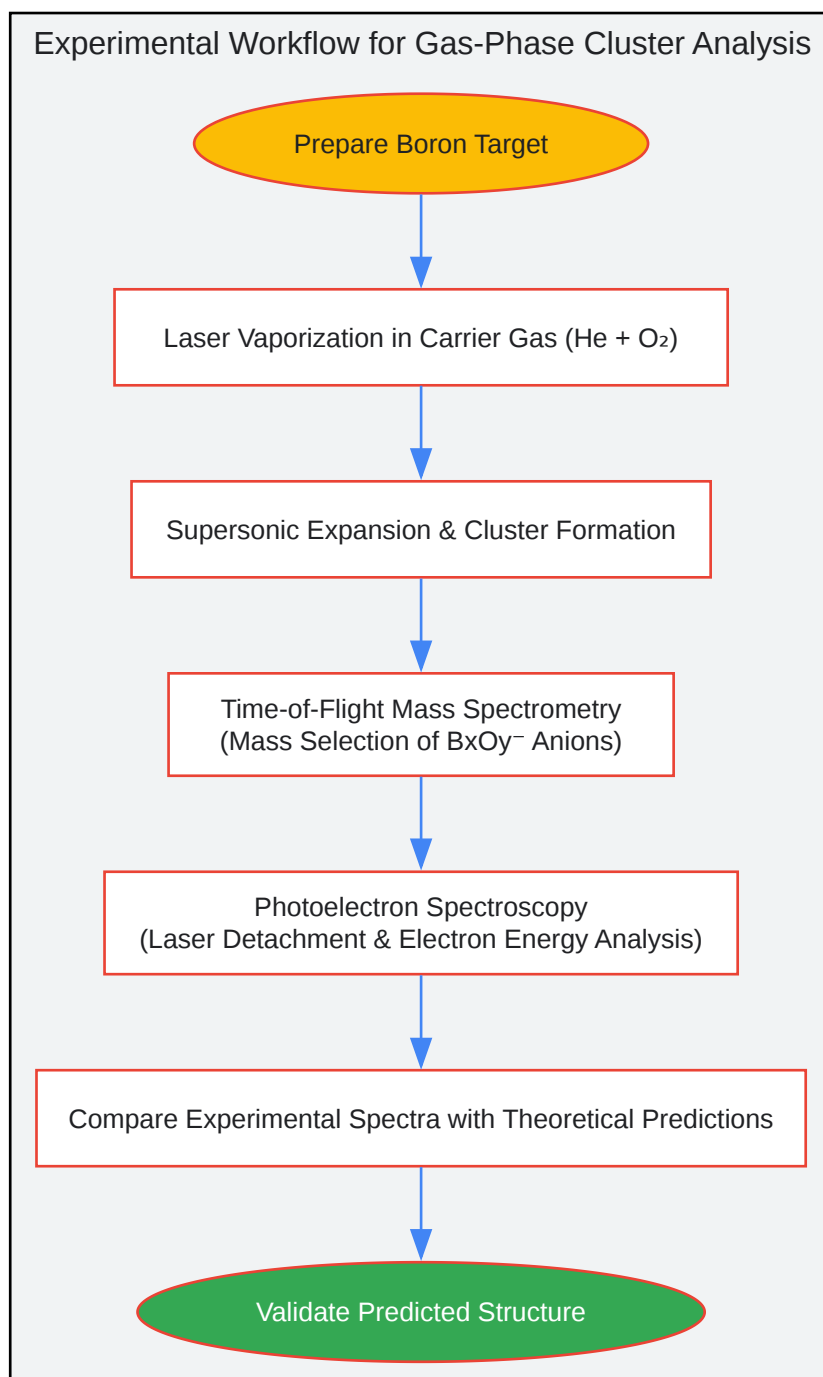 Experimental Workflow for Gas-Phase Cluster Analysis
Prepare Boron Target
Laser Vaporization in Carrier Gas (He + O₂)
Supersonic Expansion & Cluster Formation
Time-of-Flight Mass Spectrometry
(Mass Selection of BxOy⁻ Anions)
Photoelectron Spectroscopy
(Laser Detachment & Electron Energy Analysis)
Compare Experimental Spectra with Theoretical Predictions
Validate Predicted Structure